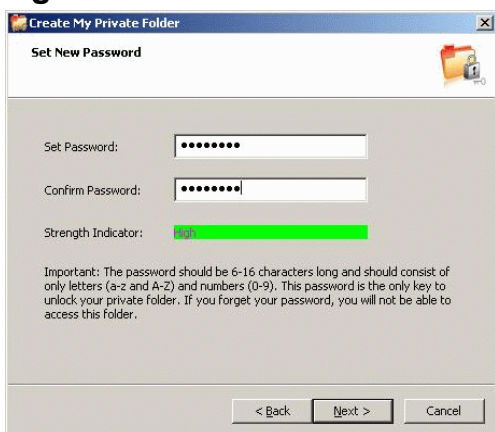 Create My Private Folder
Set New Password
Set Password: ●●●●●●●●
Confirm Password: ●●●●●●●●
Strength Indicator: High
Important: The password should be 6-16 characters long and should consist of
only letters (a-z and A-Z) and numbers (0-9). This password is the only key to
unlock your private folder. If you forget your password, you will not be able to
access this folder.
< Back Next > Cancel